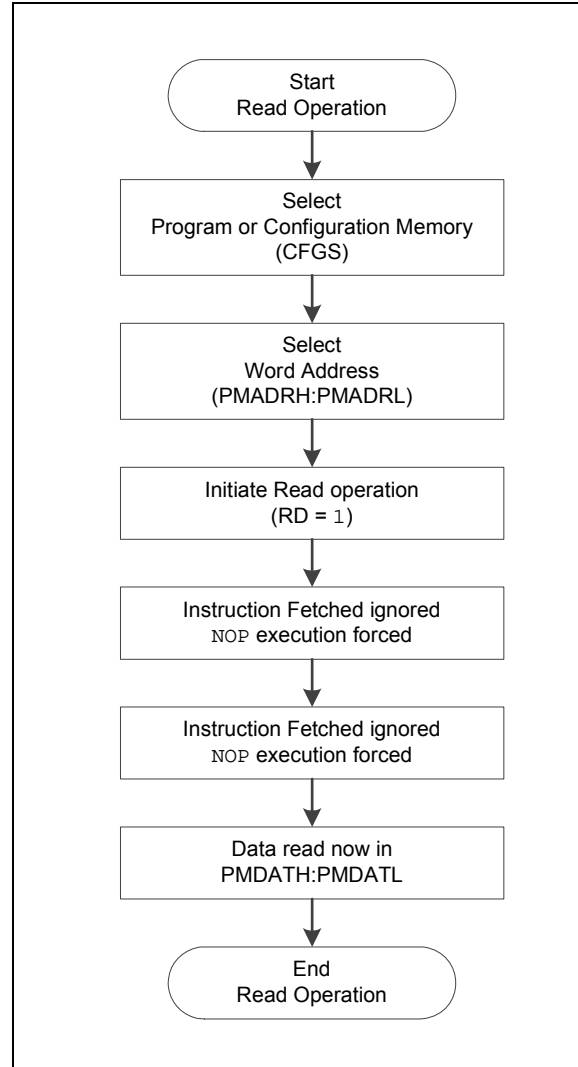 Start
Read Operation
Select
Program or Configuration Memory
(CFGS)
Select
Word Address
(PMADRH:PMADRL)
Initiate Read operation
(RD = 1)
Instruction Fetched ignored
NOP execution forced
Instruction Fetched ignored
NOP execution forced
Data read now in
PMDATH:PMDATL
End
Read Operation